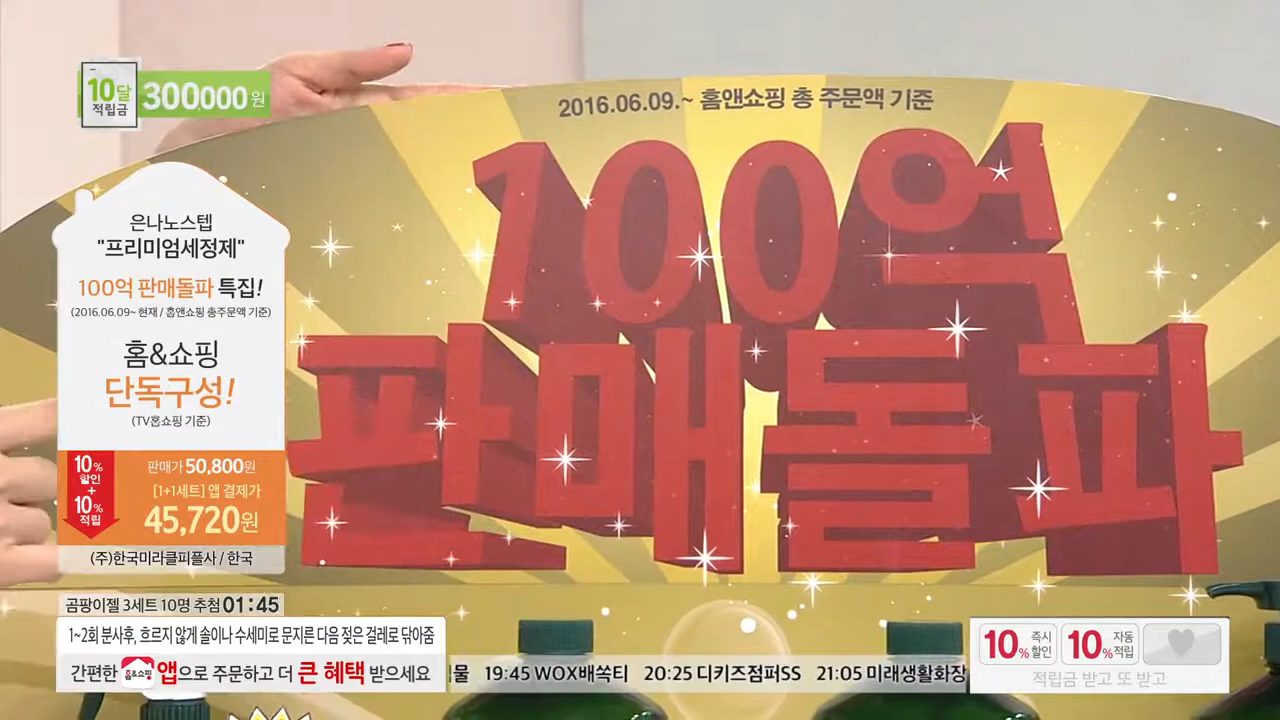 10달
적립금
300000원
2016.06.09.~ 홈앤쇼핑 총 주문액 기준
100억
판매돌파
은나노스텝
"프리미엄세정제"
100억 판매돌파 특집!
(2016.06.09~ 현재 / 홈앤쇼핑 총주문액 기준)
홈&쇼핑
단독구성!
(TV홈쇼핑 기준)
10%
할인
+
10%
적립
판매가 50,800원
[1+1세트] 앱 결제가
45,720원
(주)한국미라클피플사 / 한국
곰팡이젤 3세트 10명 추첨 01:45
1~2회 분사후, 흐르지 않게 솔이나 수세미로 문지른 다음 젖은 걸레로 닦아줌
간편한 홈&쇼핑 앱으로 주문하고 더 큰 혜택 받으세요
물 19:45 WOX배쏙티 20:25 디키즈점퍼SS 21:05 미래생활화장
10% 즉시할인 10% 자동적립
적립금 받고 또 받고